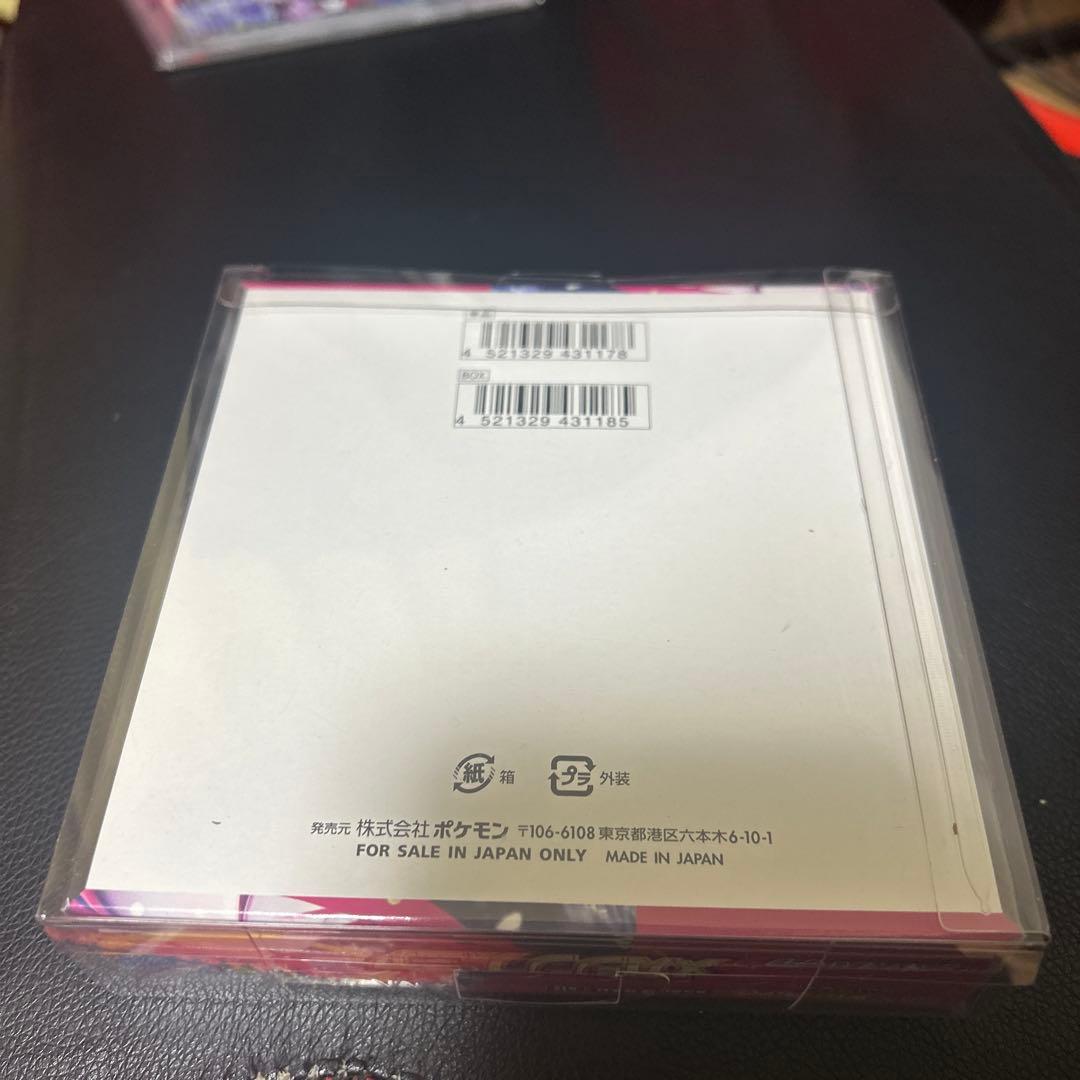 4 521329 431178
BOX
4 521329 431185
紙 箱 プラ 外装
発売元 株式会社 ポケモン 〒106-6108 東京都港区六本木6-10-1
FOR SALE IN JAPAN ONLY MADE IN JAPAN